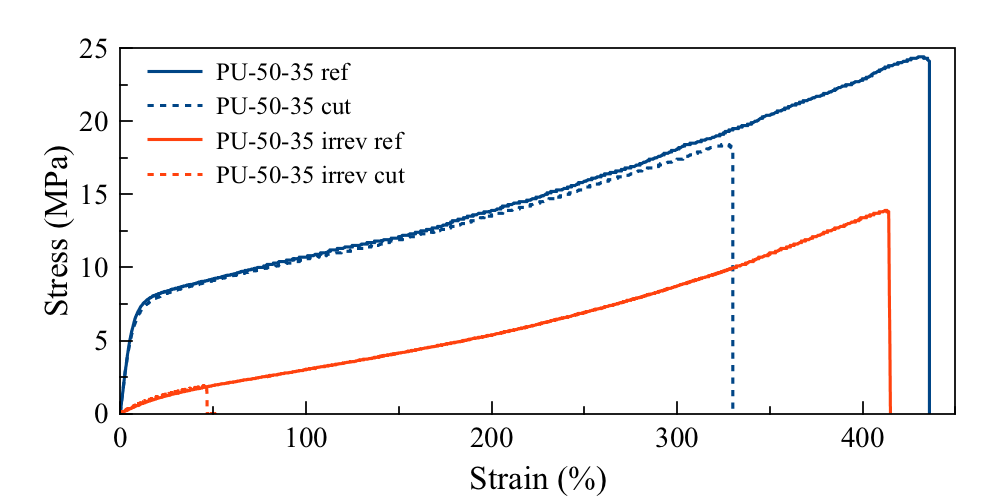 25
20
15
10
5
0
Stress (MPa)
PU-50-35 ref
PU-50-35 cut
PU-50-35 irrev ref
PU-50-35 irrev cut
0 100 200 300 400
Strain (%)